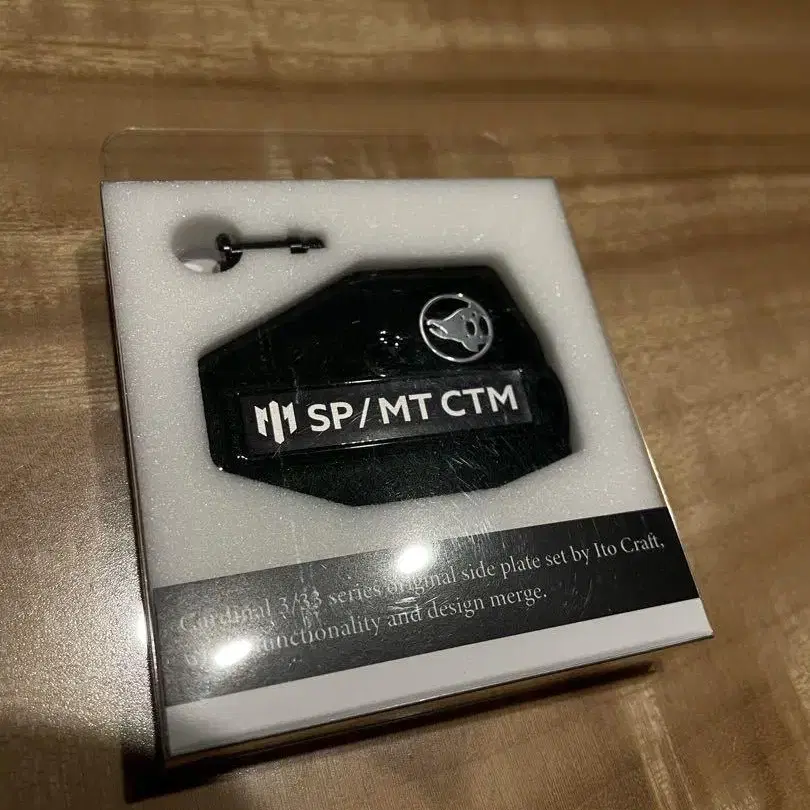 SP/MT CTM
Cardinal 3/33 series original side plate set by Ito Craft,
functionality and design merge.